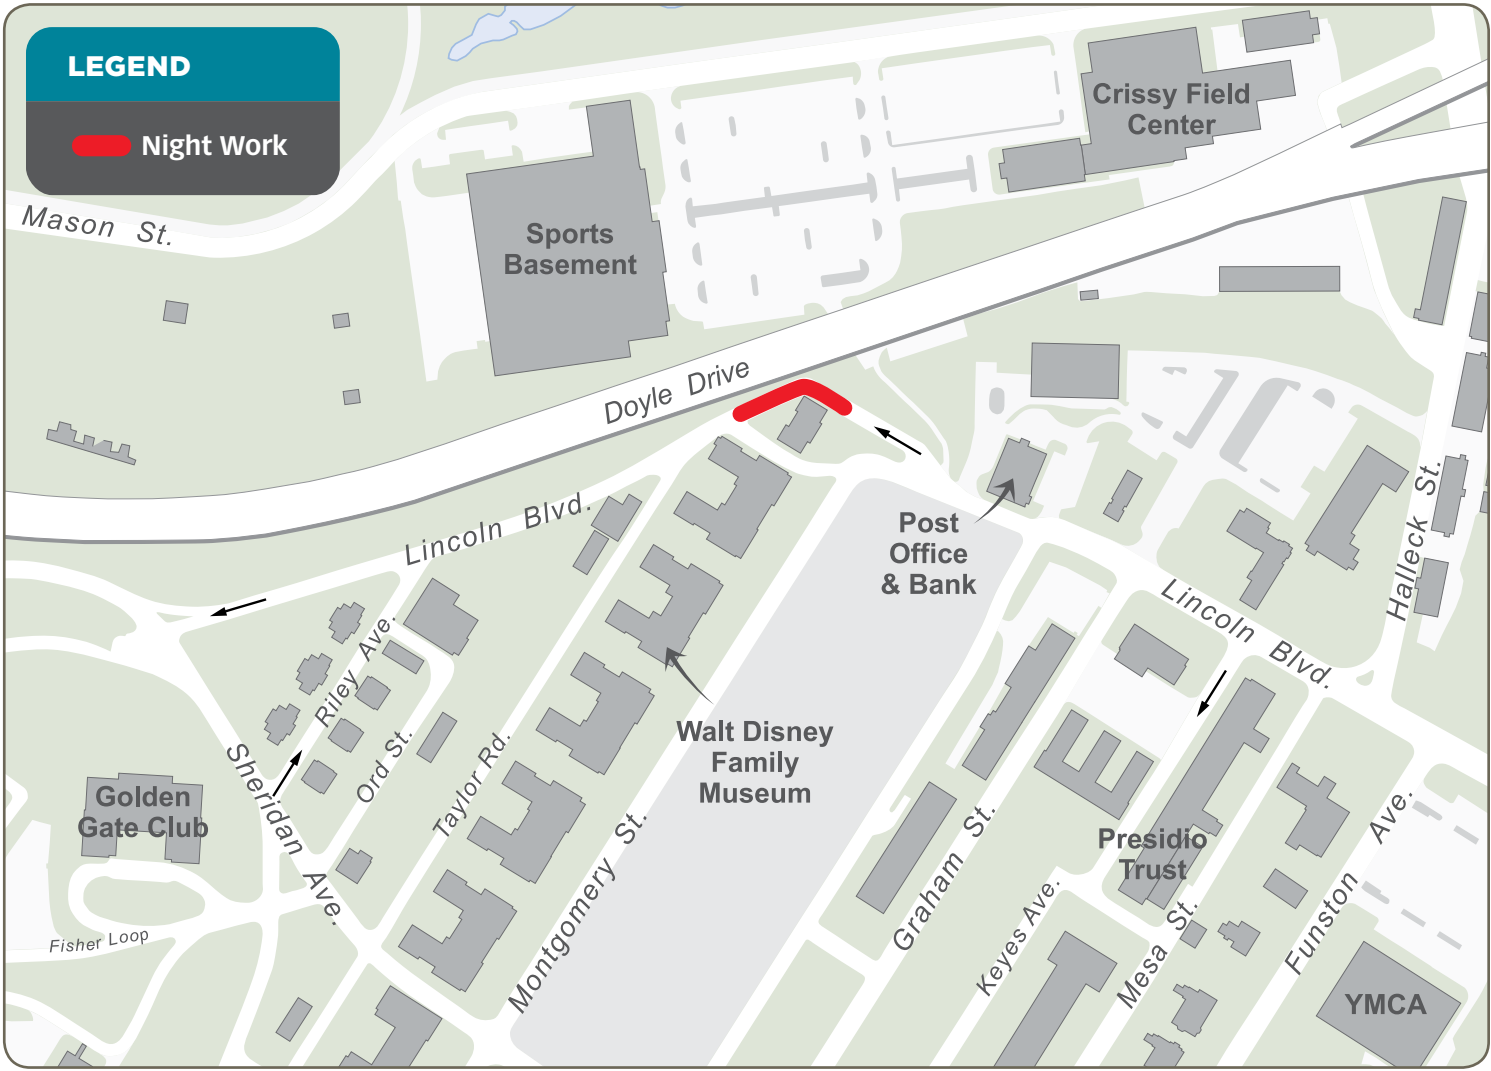 LEGEND
Night Work
Crissy Field
Center
Mason St.
Sports
Basement
Doyle Drive
Lincoln Blvd.
Post
Office
& Bank
Halleck St.
Lincoln Blvd.
Riley Ave.
Ord St.
Taylor Rd.
Walt Disney
Family
Museum
Sheridan Ave.
Golden
Gate Club
Montgomery St.
Graham St.
Presidio
Trust
Keyes Ave.
Mesa St.
Funston Ave.
Fisher Loop
YMCA